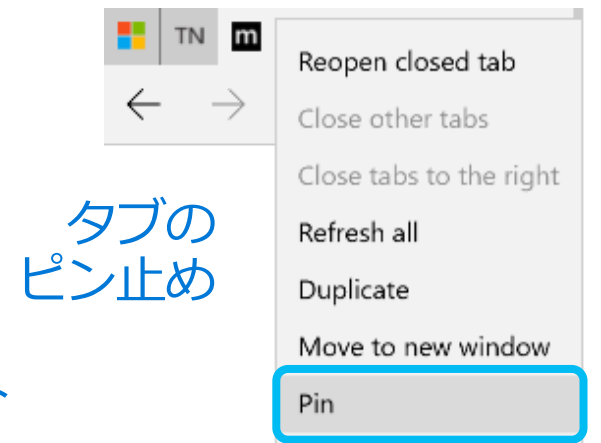 TN m
Reopen closed tab
Close other tabs
Close tabs to the right
Refresh all
Duplicate
Move to new window
Pin
タブの
ピン止め